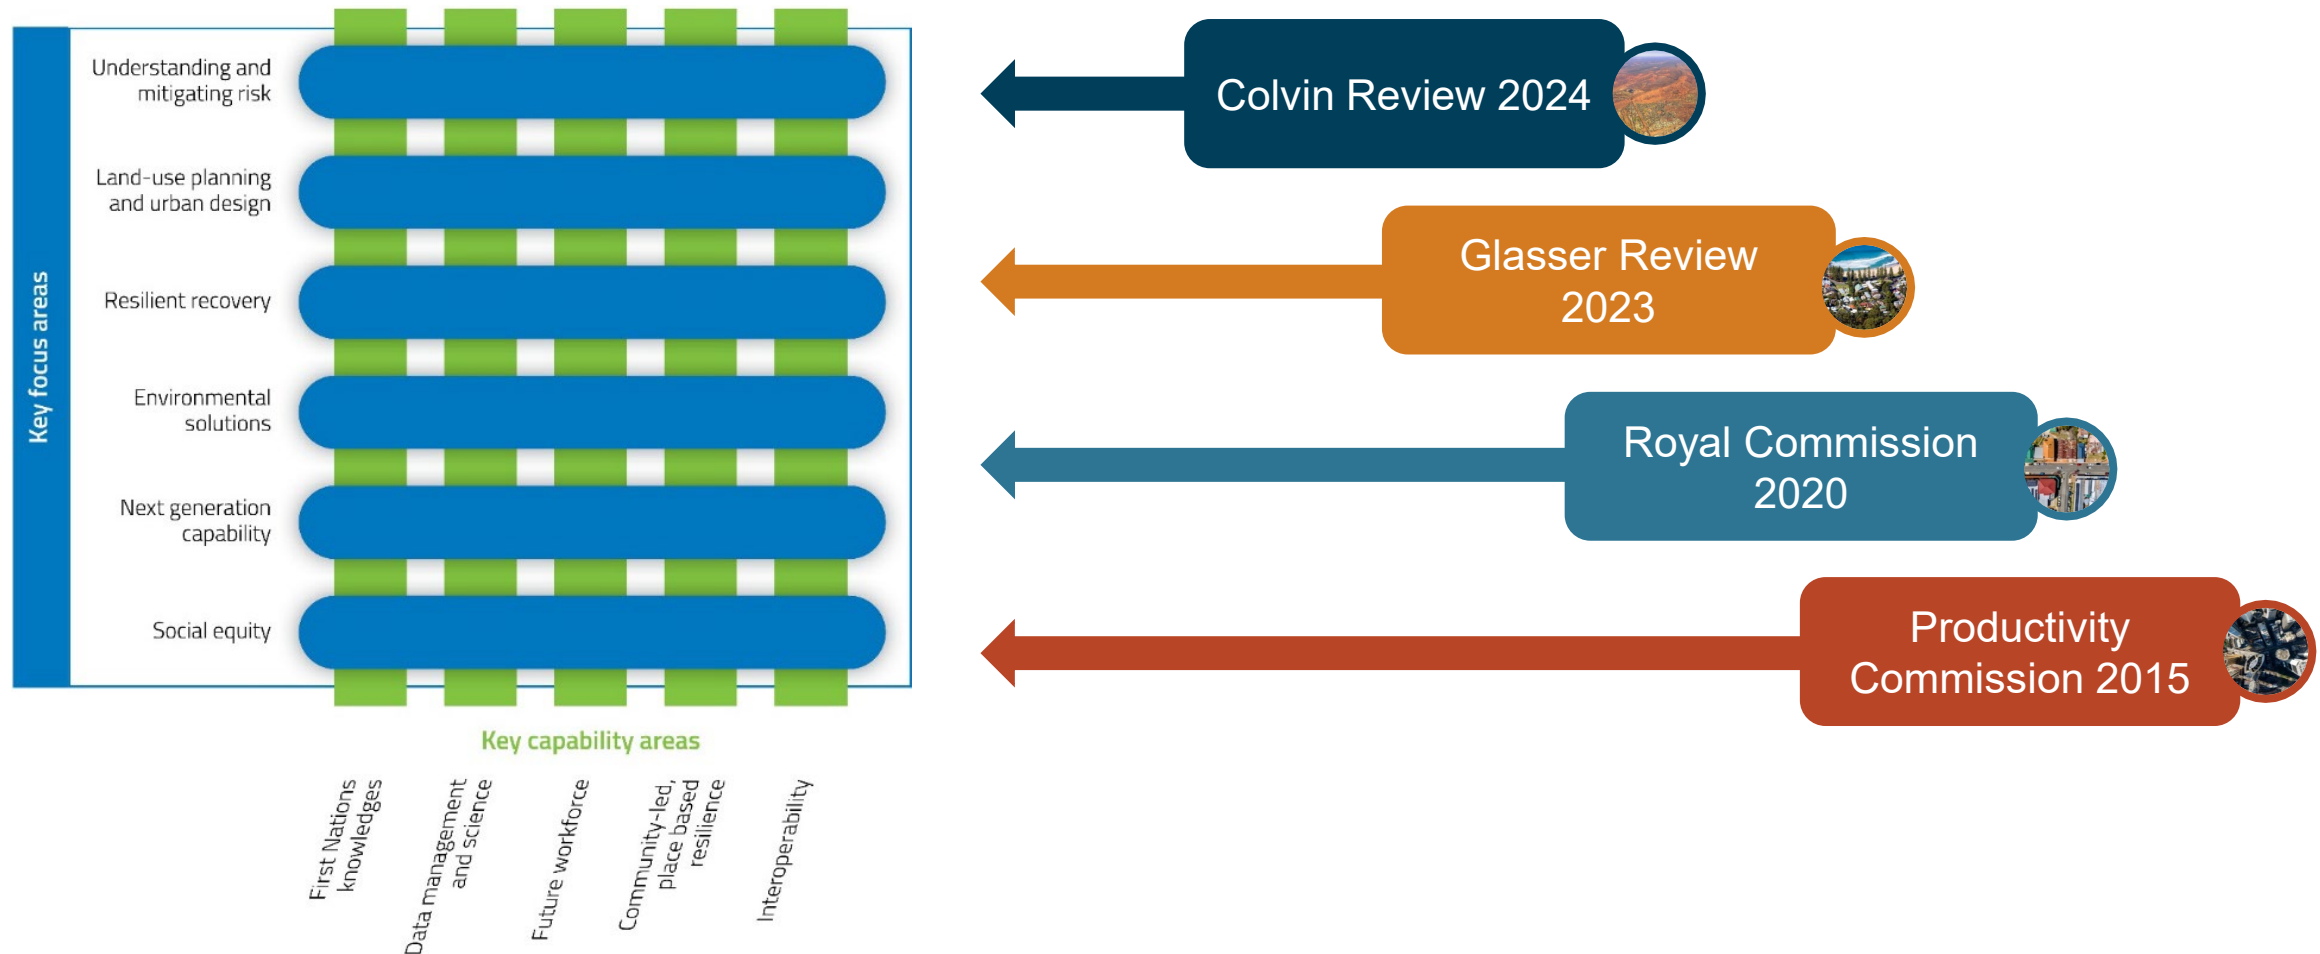 Key focus areas
Understanding and
mitigating risk
Land-use planning
and urban design
Resilient recovery
Environmental
solutions
Next generation
capability
Social equity
Key capability areas
First Nations
knowledges
Data management
and science
Future workforce
Community-led,
place based
resilience
Interoperability
Colvin Review 2024
Glasser Review
2023
Royal Commission
2020
Productivity
Commission 2015